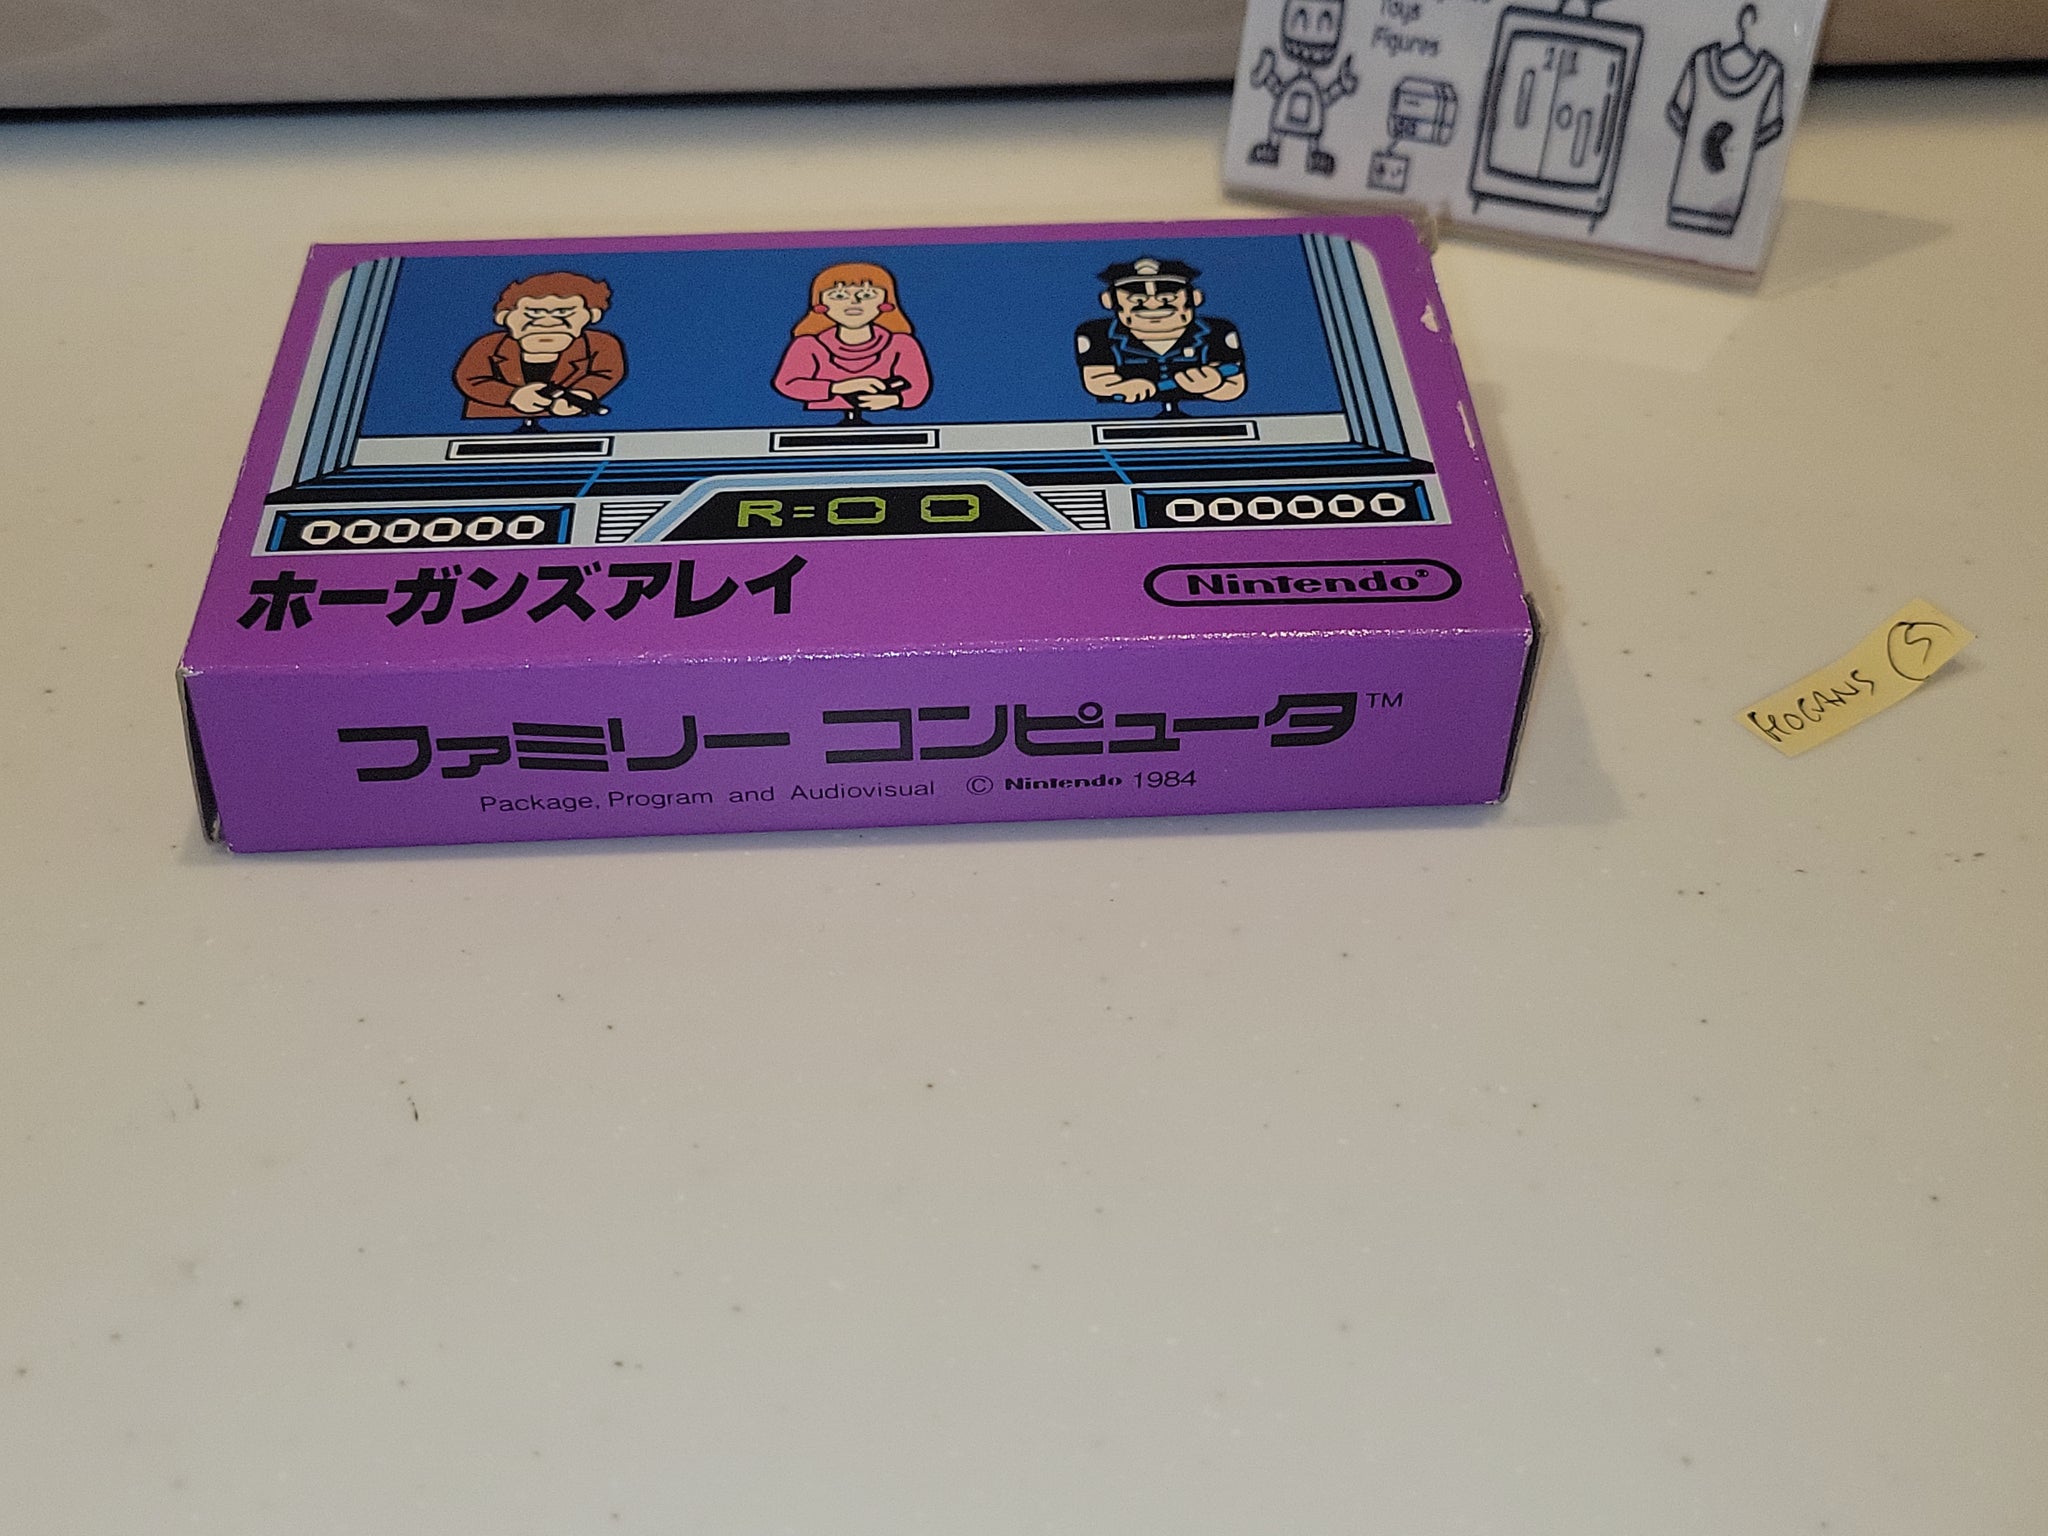 Toys
Figures
000000
R=00
000000
ホーガンズアレイ
Nintendo®
ファミリー コンピュータ™
Package, Program and Audiovisual © Nintendo 1984
HOGANS 5